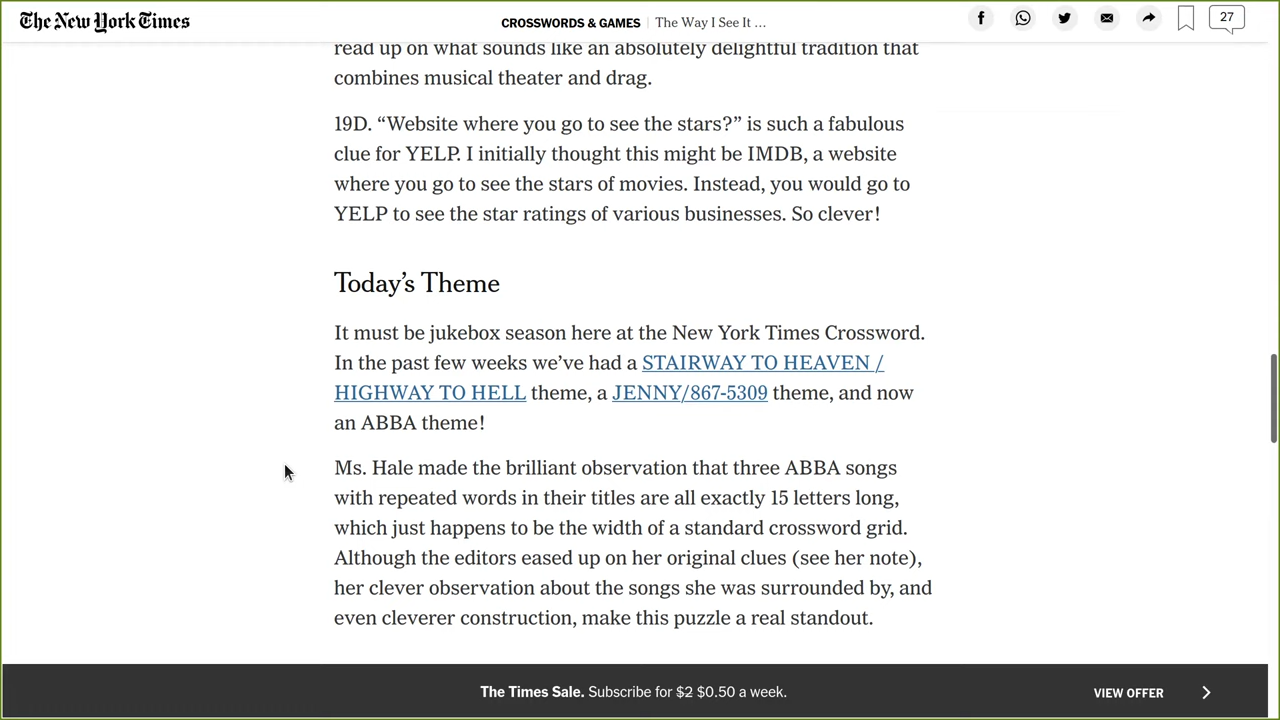 The New York Times
CROSSWORDS & GAMES | The Way I See It ...
27
read up on what sounds like an absolutely delightful tradition that
combines musical theater and drag.
19D. “Website where you go to see the stars?” is such a fabulous
clue for YELP. I initially thought this might be IMDB, a website
where you go to see the stars of movies. Instead, you would go to
YELP to see the star ratings of various businesses. So clever!
Today’s Theme
It must be jukebox season here at the New York Times Crossword.
In the past few weeks we’ve had a STAIRWAY TO HEAVEN /
HIGHWAY TO HELL theme, a JENNY/867-5309 theme, and now
an ABBA theme!
Ms. Hale made the brilliant observation that three ABBA songs
with repeated words in their titles are all exactly 15 letters long,
which just happens to be the width of a standard crossword grid.
Although the editors eased up on her original clues (see her note),
her clever observation about the songs she was surrounded by, and
even cleverer construction, make this puzzle a real standout.
The Times Sale. Subscribe for $2 $0.50 a week.
VIEW OFFER